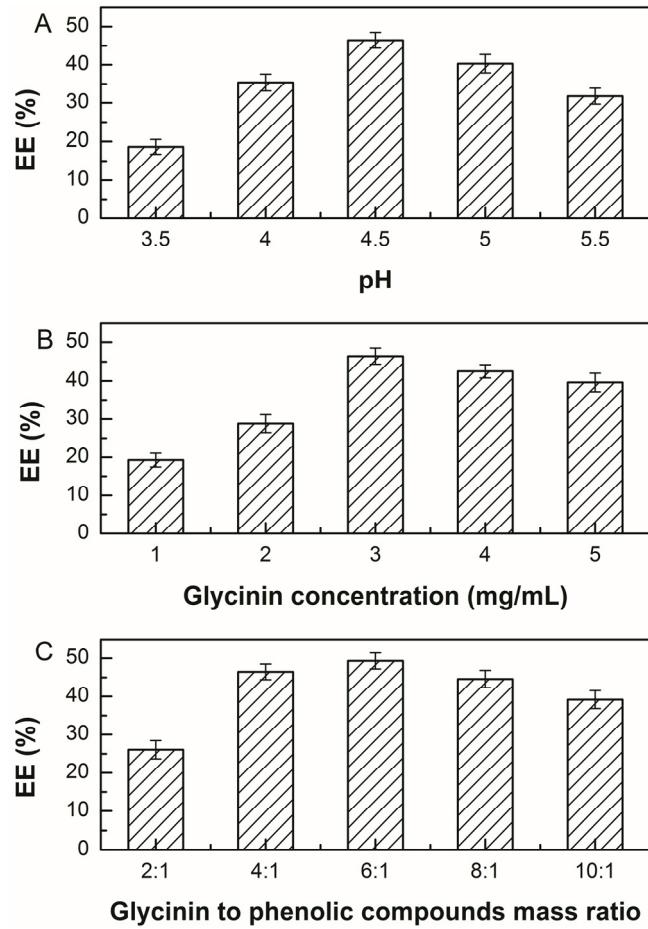 A
EE (%)
50
40
30
20
10
0
3.5 4 4.5 5 5.5
pH
B
EE (%)
50
40
30
20
10
0
1 2 3 4 5
Glycinin concentration (mg/mL)
C
EE (%)
50
40
30
20
10
0
2:1 4:1 6:1 8:1 10:1
Glycinin to phenolic compounds mass ratio